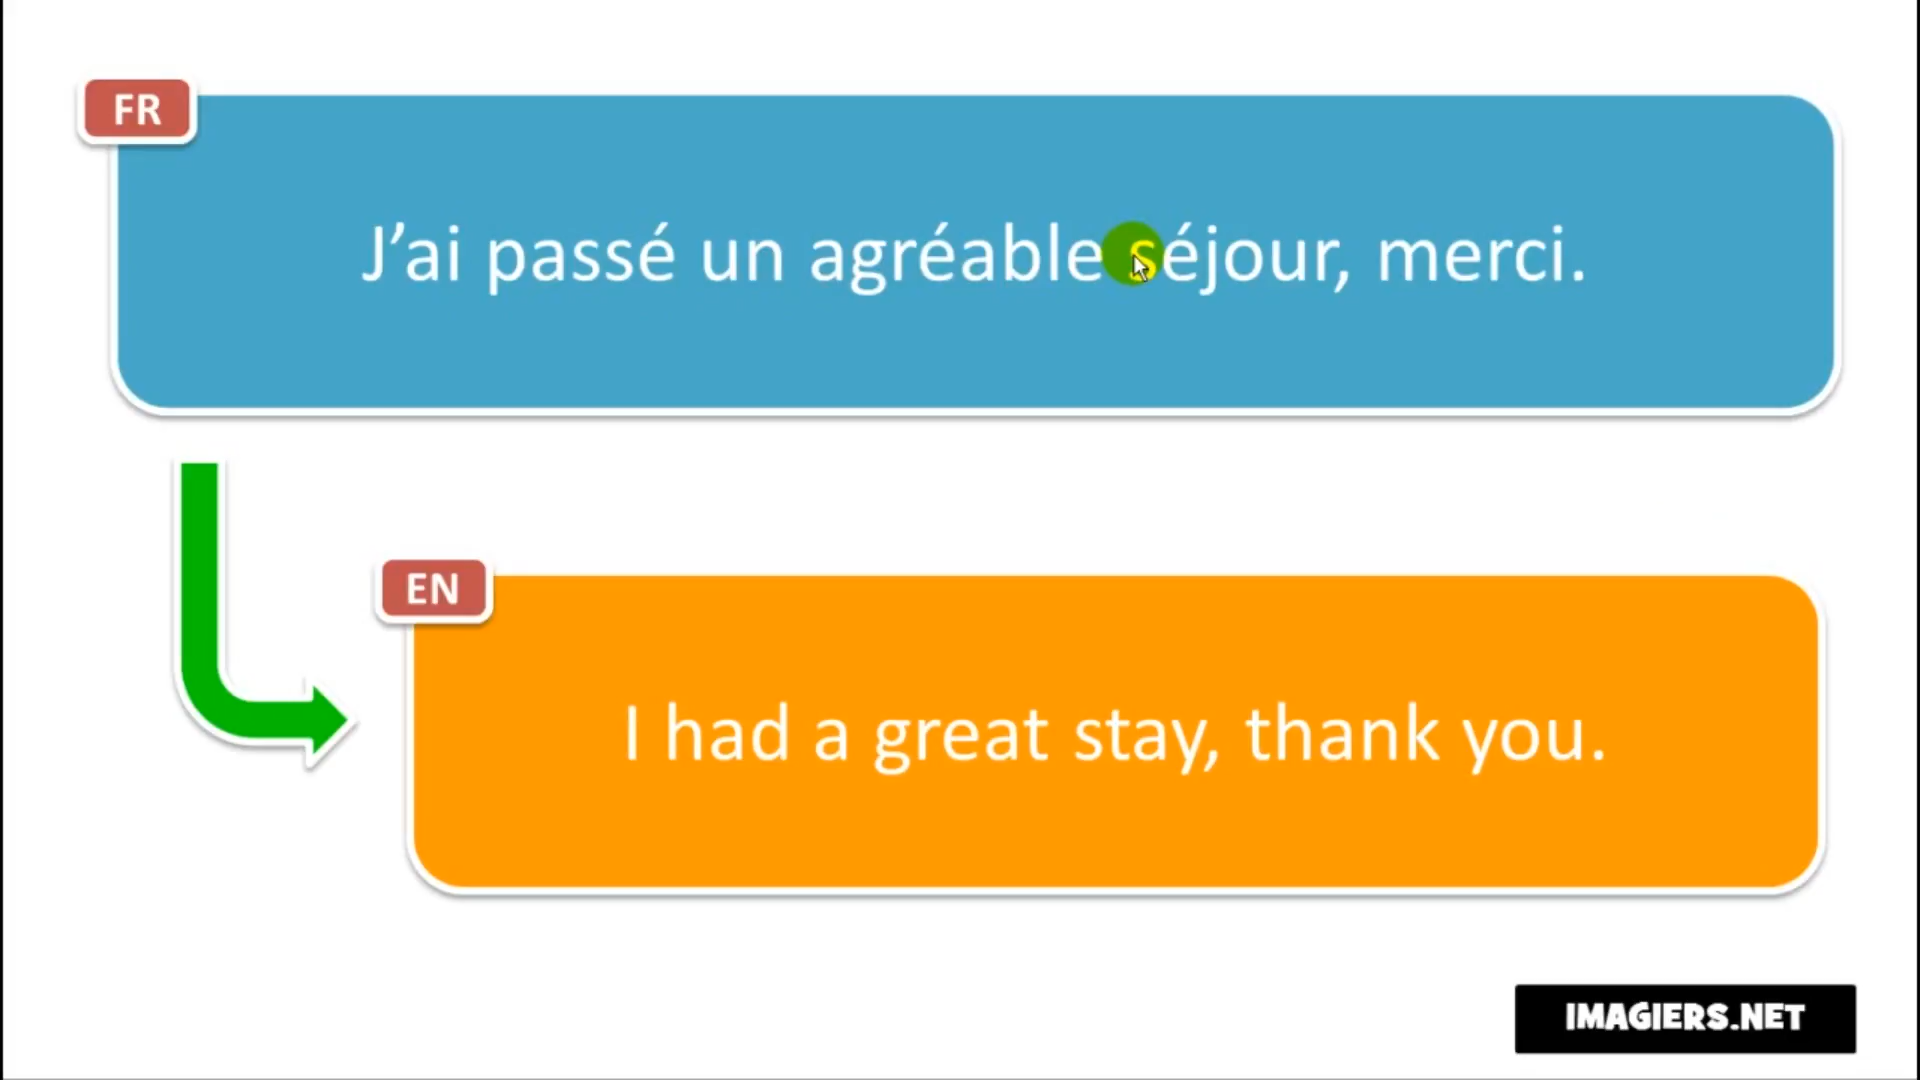 FR
J’ai passé un agréable séjour, merci.
EN
I had a great stay, thank you.
IMAGIERS.NET